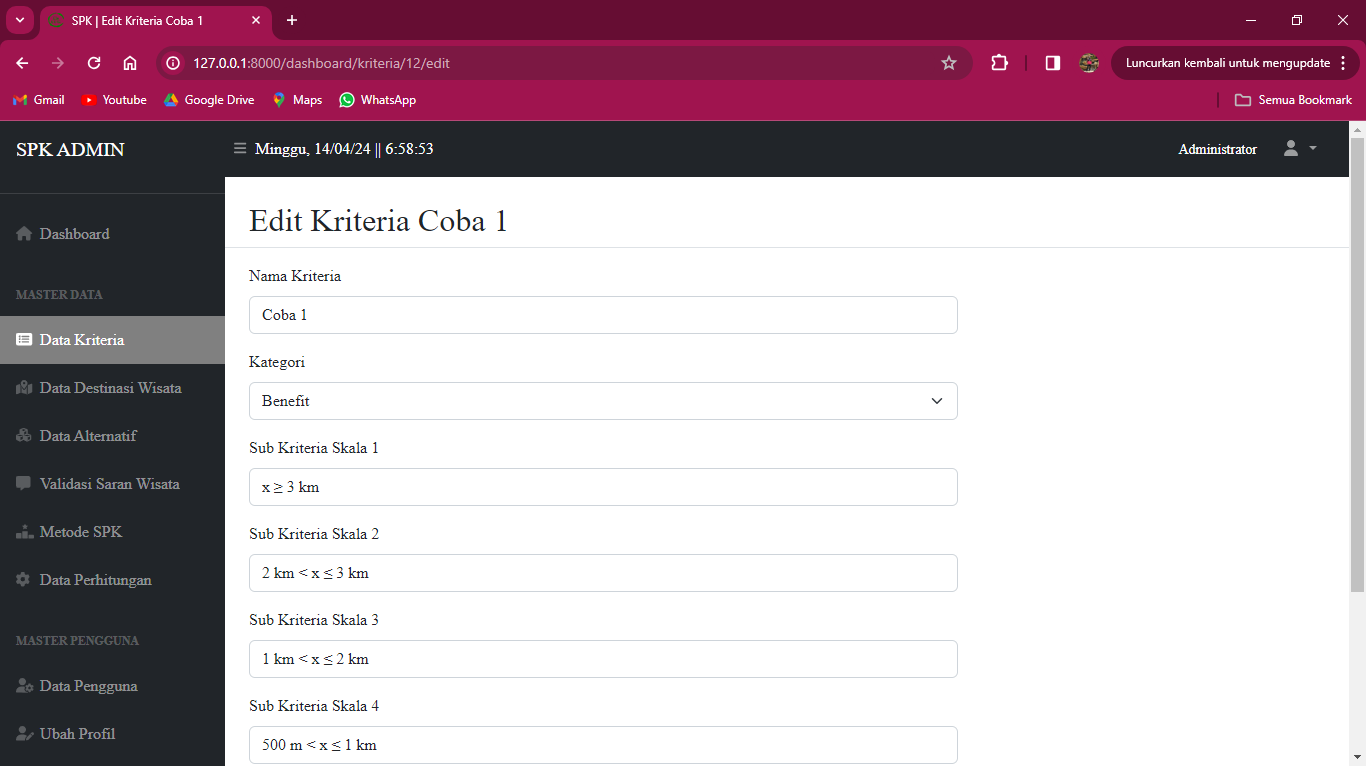 SPK | Edit Kriteria Coba 1
127.0.0.1:8000/dashboard/kriteria/12/edit
Luncurkan kembali untuk mengupdate
Gmail Youtube Google Drive Maps WhatsApp Semua Bookmark
SPK ADMIN
Minggu, 14/04/24 || 6:58:53
Administrator
Dashboard
MASTER DATA
Data Kriteria
Data Destinasi Wisata
Data Alternatif
Validasi Saran Wisata
Metode SPK
Data Perhitungan
MASTER PENGGUNA
Data Pengguna
Ubah Profil
Edit Kriteria Coba 1
Nama Kriteria
Coba 1
Kategori
Benefit
Sub Kriteria Skala 1
x ≥ 3 km
Sub Kriteria Skala 2
2 km < x ≤ 3 km
Sub Kriteria Skala 3
1 km < x ≤ 2 km
Sub Kriteria Skala 4
500 m < x ≤ 1 km